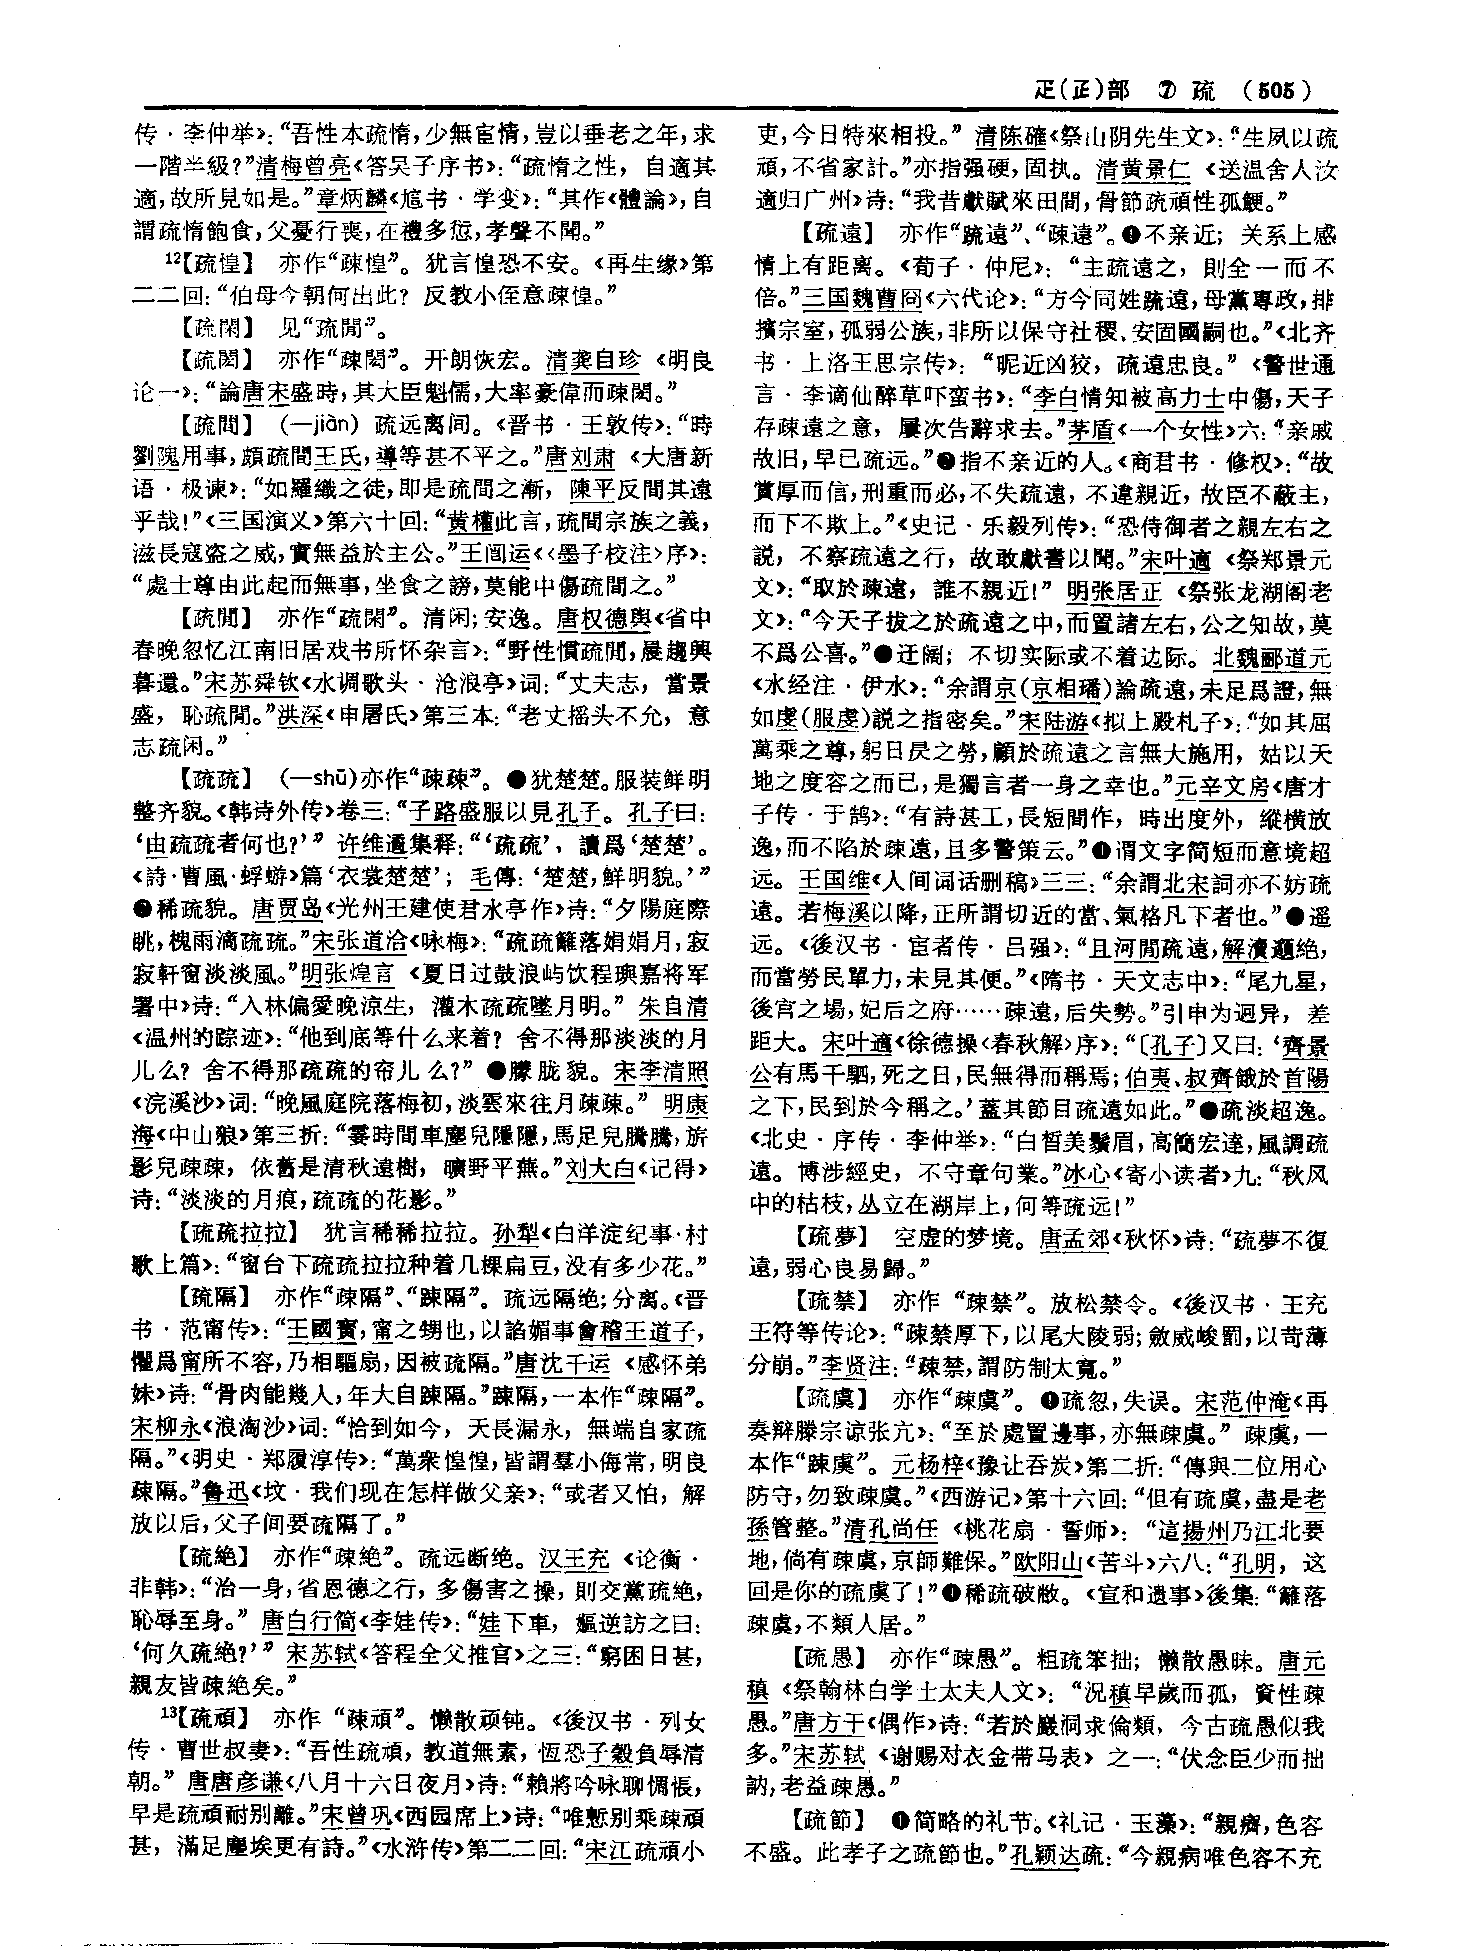 疋(𤴔)部 ⑦ 疏 (505)
传·李仲举》：“吾性本疏惰，少無宦情，豈以垂老之年，求
一階半級？”清梅曾亮《答吴子序书》：“疏惰之性，自適其
適，故所見如是。”章炳麟《訄书·学变》：“其作《體論》，自
謂疏惰飽食，父憂行喪，在禮多愆，孝聲不聞。”
12【疏惶】 亦作“疎惶”。犹言惶恐不安。《再生缘》第
二二回：“伯母今朝何出此？反教小侄意疎惶。”
【疏閑】 见“疏閒”。
【疏閎】 亦作“疎閎”。开朗恢宏。清龚自珍《明良
论一》：“論唐宋盛時，其大臣魁儒，大率豪偉而疎閎。”
【疏間】 (—jiàn) 疏远离间。《晋书·王敦传》：“時
劉隗用事，頗疏間王氏，導等甚不平之。”唐刘肃《大唐新
语·极谏》：“如羅織之徒，即是疏間之漸，陳平反間其遠
乎哉！”《三国演义》第六十回：“黄權此言，疏間宗族之義，
滋長寇盗之威，實無益於主公。”王闿运《〈墨子校注〉序》：
“處士尊由此起而無事，坐食之謗，莫能中傷疏間之。”
【疏閒】 亦作“疏閑”。清闲；安逸。唐权德舆《省中
春晚忽忆江南旧居戏书所怀杂言》：“野性慣疏閒，晨趨興
暮還。”宋苏舜钦《水调歌头·沧浪亭》词：“丈夫志，當景
盛，恥疏閒。”洪深《申屠氏》第三本：“老丈摇头不允，意
志疏闲。”
【疏疏】 (—shū)亦作“疎疎”。❶犹楚楚。服装鲜明
整齐貌。《韩诗外传》卷三：“子路盛服以見孔子。孔子曰：
‘由疏疏者何也？’”许维遹集释：“‘疏疏’，讀爲‘楚楚’。
《詩·曹風·蜉蝣》篇‘衣裳楚楚’；毛傳：‘楚楚，鮮明貌。’”
❷稀疏貌。唐贾岛《光州王建使君水亭作》诗：“夕陽庭際
眺，槐雨滴疏疏。”宋张道洽《咏梅》：“疏疏籬落娟娟月，寂
寂軒窗淡淡風。”明张煌言《夏日过鼓浪屿饮程璵嘉将军
署中》诗：“入林偏愛晚涼生，灌木疏疏墜月明。”朱自清
《温州的踪迹》：“他到底等什么来着？舍不得那淡淡的月
儿么？舍不得那疏疏的帘儿么？”❸朦胧貌。宋李清照
《浣溪沙》词：“晚風庭院落梅初，淡雲來往月疎疎。”明康
海《中山狼》第三折：“霎時間車塵兒隱隱，馬足兒騰騰，旂
影兒疎疎，依舊是清秋遠樹，曠野平蕪。”刘大白《记得》
诗：“淡淡的月痕，疏疏的花影。”
【疏疏拉拉】 犹言稀稀拉拉。孙犁《白洋淀纪事·村
歌上篇》：“窗台下疏疏拉拉种着几棵扁豆，没有多少花。”
【疏隔】 亦作“疎隔”、“踈隔”。疏远隔绝；分离。《晋
书·范甯传》：“王國寶，甯之甥也，以諂媚事會稽王道子，
懼爲甯所不容，乃相驅扇，因被疏隔。”唐沈千运《感怀弟
妹》诗：“骨肉能幾人，年大自踈隔。”踈隔，一本作“疎隔”。
宋柳永《浪淘沙》词：“恰到如今，天長漏永，無端自家疏
隔。”《明史·郑履淳传》：“萬衆惶惶，皆謂羣小侮常，明良
疎隔。”鲁迅《坟·我们现在怎样做父亲》：“或者又怕，解
放以后，父子间要疏隔了。”
【疏絶】 亦作“疎絶”。疏远断绝。汉王充《论衡·
非韩》：“治一身，省恩德之行，多傷害之操，則交黨疏絶，
恥辱至身。”唐白行简《李娃传》：“娃下車，嫗逆訪之曰：
‘何久疏絶？’”宋苏轼《答程全父推官》之三：“窮困日甚，
親友皆疎絶矣。”
13【疏頑】 亦作“疎頑”。懒散顽钝。《後汉书·列女
传·曹世叔妻》：“吾性疏頑，教道無素，恆恐子穀負辱清
朝。”唐唐彦谦《八月十六日夜月》诗：“賴將吟咏聊惆悵，
早是疏頑耐别離。”宋曾巩《西园席上》诗：“唯慙别乘疎頑
甚，滿足塵埃更有詩。”《水浒传》第二二回：“宋江疏頑小
吏，今日特來相投。”清陈確《祭山阴先生文》：“生夙以疏
頑，不省家計。”亦指强硬，固执。清黄景仁《送温舍人汝
適归广州》诗：“我昔獻賦來田間，骨節疏頑性孤鯁。”
【疏遠】 亦作“踈遠”、“疎遠”。❶不亲近；关系上感
情上有距离。《荀子·仲尼》：“主疏遠之，則全一而不
倍。”三国魏曹冏《六代论》：“方今同姓踈遠，母黨專政，排
擯宗室，孤弱公族，非所以保守社稷、安固國嗣也。”《北齐
书·上洛王思宗传》：“昵近凶狡，疏遠忠良。”《警世通
言·李谪仙醉草吓蛮书》：“李白情知被高力士中傷，天子
存疎遠之意，屢次告辭求去。”茅盾《一个女性》六：“亲戚
故旧，早已疏远。”❷指不亲近的人。《商君书·修权》：“故
賞厚而信，刑重而必，不失疏遠，不違親近，故臣不蔽主，
而下不欺上。”《史记·乐毅列传》：“恐侍御者之親左右之
説，不察疏遠之行，故敢獻書以聞。”宋叶適《祭郑景元
文》：“取於疎遠，誰不親近！”明张居正《祭张龙湖阁老
文》：“今天子拔之於疏遠之中，而置諸左右，公之知故，莫
不爲公喜。”❸迂阔；不切实际或不着边际。北魏郦道元
《水经注·伊水》：“余謂京（京相璠）論疏遠，未足爲證，無
如虔（服虔）説之指密矣。”宋陆游《拟上殿札子》：“如其屈
萬乘之尊，躬日昃之勞，顧於疏遠之言無大施用，姑以天
地之度容之而已，是獨言者一身之幸也。”元辛文房《唐才
子传·于鹄》：“有詩甚工，長短間作，時出度外，縱横放
逸，而不陷於疎遠，且多警策云。”❹谓文字简短而意境超
远。王国维《人间词话删稿》三三：“余謂北宋詞亦不妨疏
遠。若梅溪以降，正所謂切近的當、氣格凡下者也。”❺遥
远。《後汉书·宦者传·吕强》：“且河間疏遠，解瀆邈絶，
而當勞民單力，未見其便。”《隋书·天文志中》：“尾九星，
後宫之場，妃后之府……疎遠，后失勢。”引申为迥异，差
距大。宋叶適《徐德操〈春秋解〉序》：“〔孔子〕又曰：‘齊景
公有馬千駟，死之日，民無得而稱焉；伯夷、叔齊餓於首陽
之下，民到於今稱之。’蓋其節目疏遠如此。”❻疏淡超逸。
《北史·序传·李仲举》：“白皙美鬚眉，高簡宏達，風調疏
遠。博涉經史，不守章句業。”冰心《寄小读者》九：“秋风
中的枯枝，丛立在湖岸上，何等疏远！”
【疏夢】 空虚的梦境。唐孟郊《秋怀》诗：“疏夢不復
遠，弱心良易歸。”
【疏禁】 亦作“疎禁”。放松禁令。《後汉书·王充
王符等传论》：“疎禁厚下，以尾大陵弱；斂威峻罰，以苛薄
分崩。”李贤注：“疎禁，謂防制太寬。”
【疏虞】 亦作“疎虞”。❶疏忽，失误。宋范仲淹《再
奏辩滕宗谅张亢》：“至於處置邊事，亦無疎虞。”疎虞，一
本作“踈虞”。元杨梓《豫让吞炭》第二折：“傳與二位用心
防守，勿致疎虞。”《西游记》第十六回：“但有疏虞，盡是老
孫管整。”清孔尚任《桃花扇·誓师》：“這揚州乃江北要
地，倘有疎虞，京師難保。”欧阳山《苦斗》六八：“孔明，这
回是你的疏虞了！”❷稀疏破敝。《宣和遗事》後集：“籬落
疎虞，不類人居。”
【疏愚】 亦作“疎愚”。粗疏笨拙；懒散愚昧。唐元
稹《祭翰林白学士太夫人文》：“況稹早歲而孤，資性疎
愚。”唐方干《偶作》诗：“若於巖洞求倫類，今古疏愚似我
多。”宋苏轼《谢赐对衣金带马表》之一：“伏念臣少而拙
訥，老益疎愚。”
【疏節】 ❶简略的礼节。《礼记·玉藻》：“親癠，色容
不盛。此孝子之疏節也。”孔颖达疏：“今親病唯色容不充